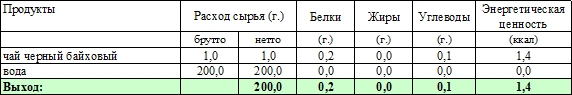 Продукты Расход сырья (г.) Белки Жиры Углеводы Энергетическая ценность
брутто нетто (г.) (г.) (г.) (ккал)
чай черный байховый 1,0 1,0 0,2 0,0 0,1 1,4
вода 200,0 200,0 0,0 0,0 0,0 0,0
Выход: 200,0 0,2 0,0 0,1 1,4